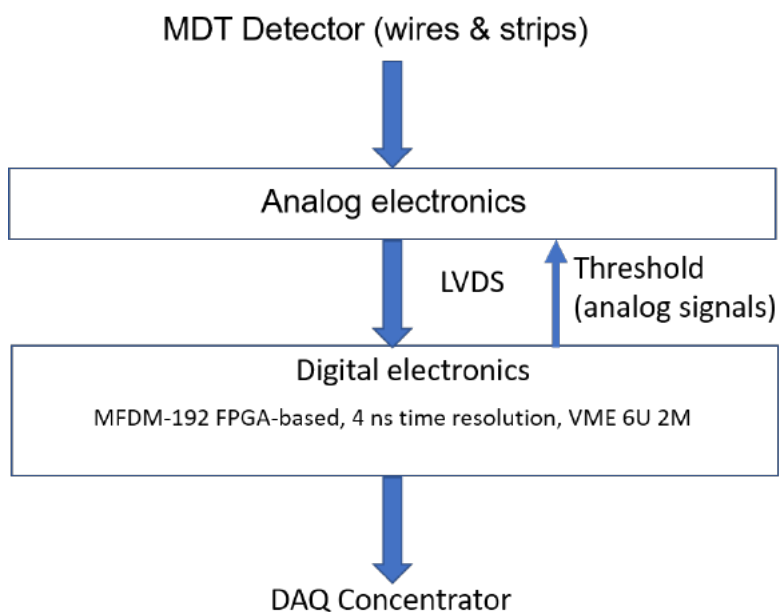 MDT Detector (wires & strips)
Analog electronics
LVDS
Threshold
(analog signals)
Digital electronics
MFDM-192 FPGA-based, 4 ns time resolution, VME 6U 2M
DAQ Concentrator